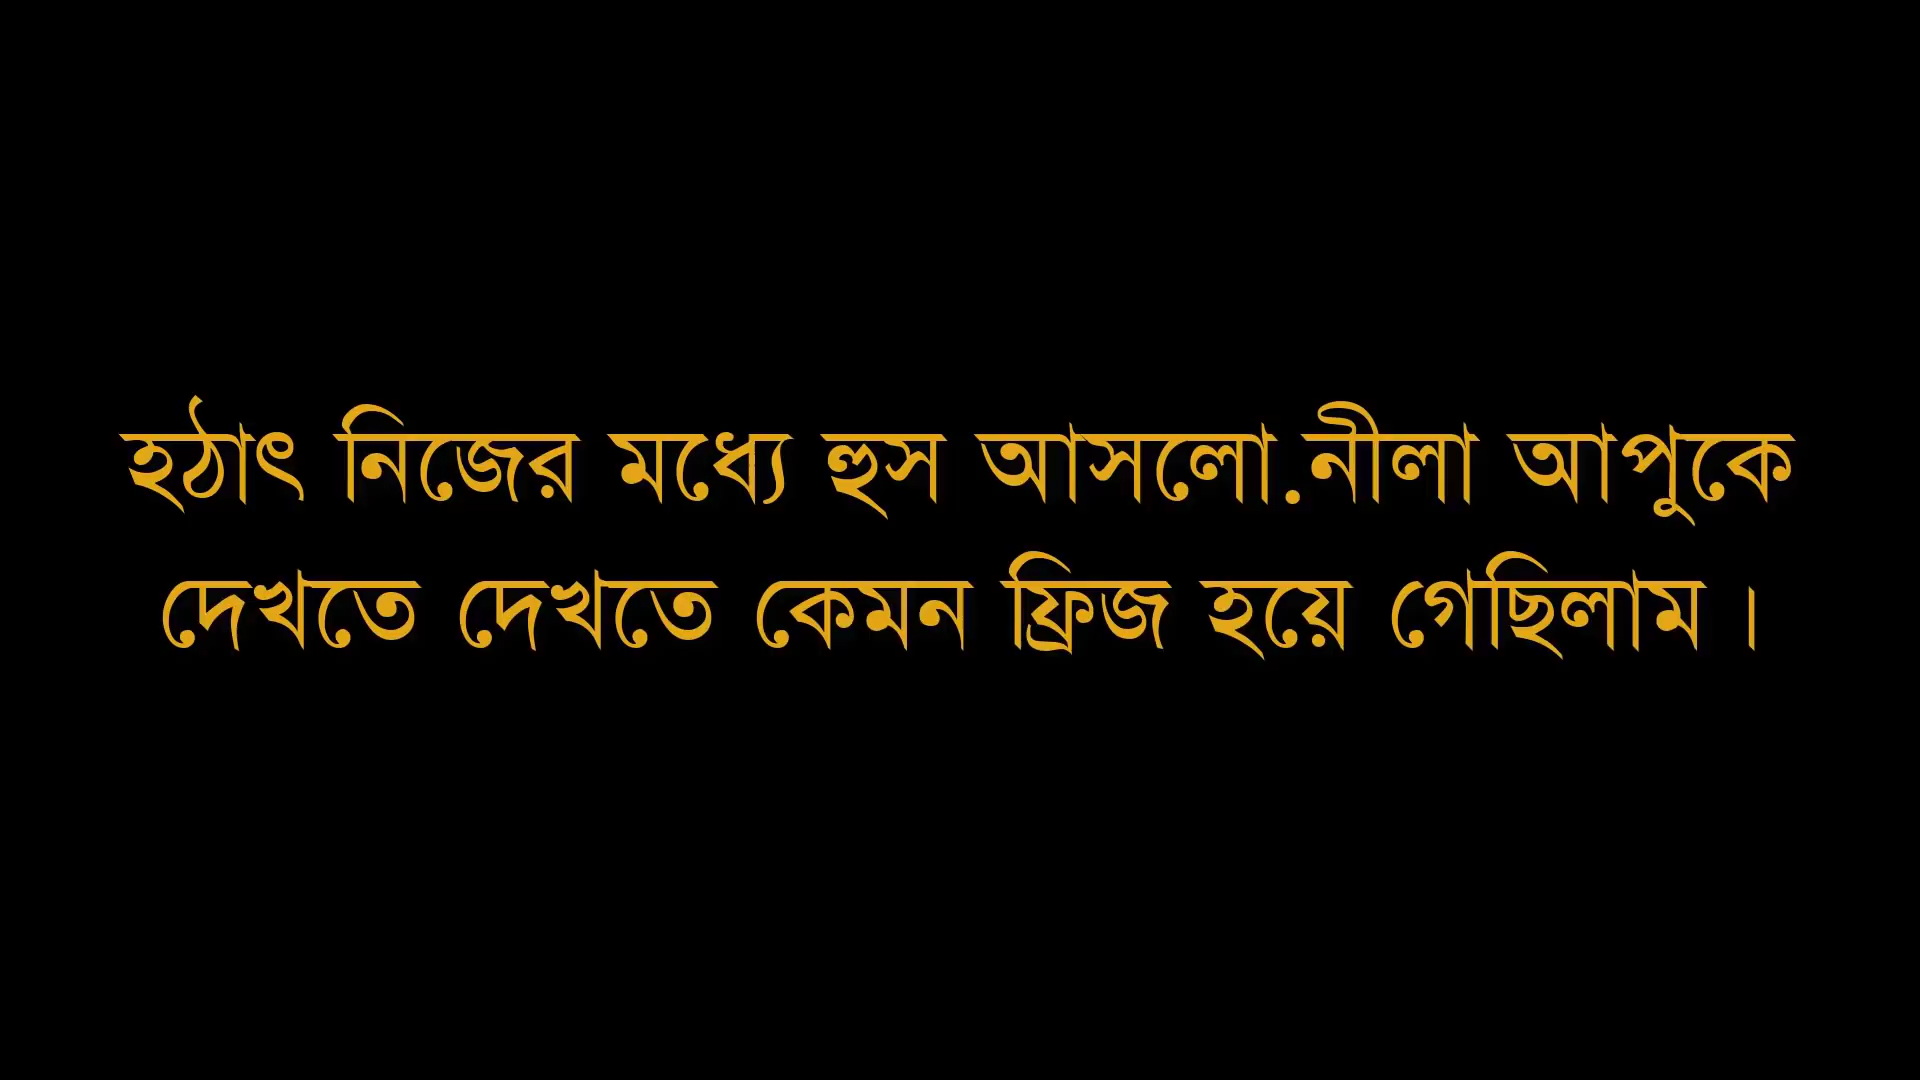 হঠাৎ নিজের মধ্যে হুস আসলো.নীলা আপুকে
দেখতে দেখতে কেমন ফ্রিজ হয়ে গেছিলাম ।